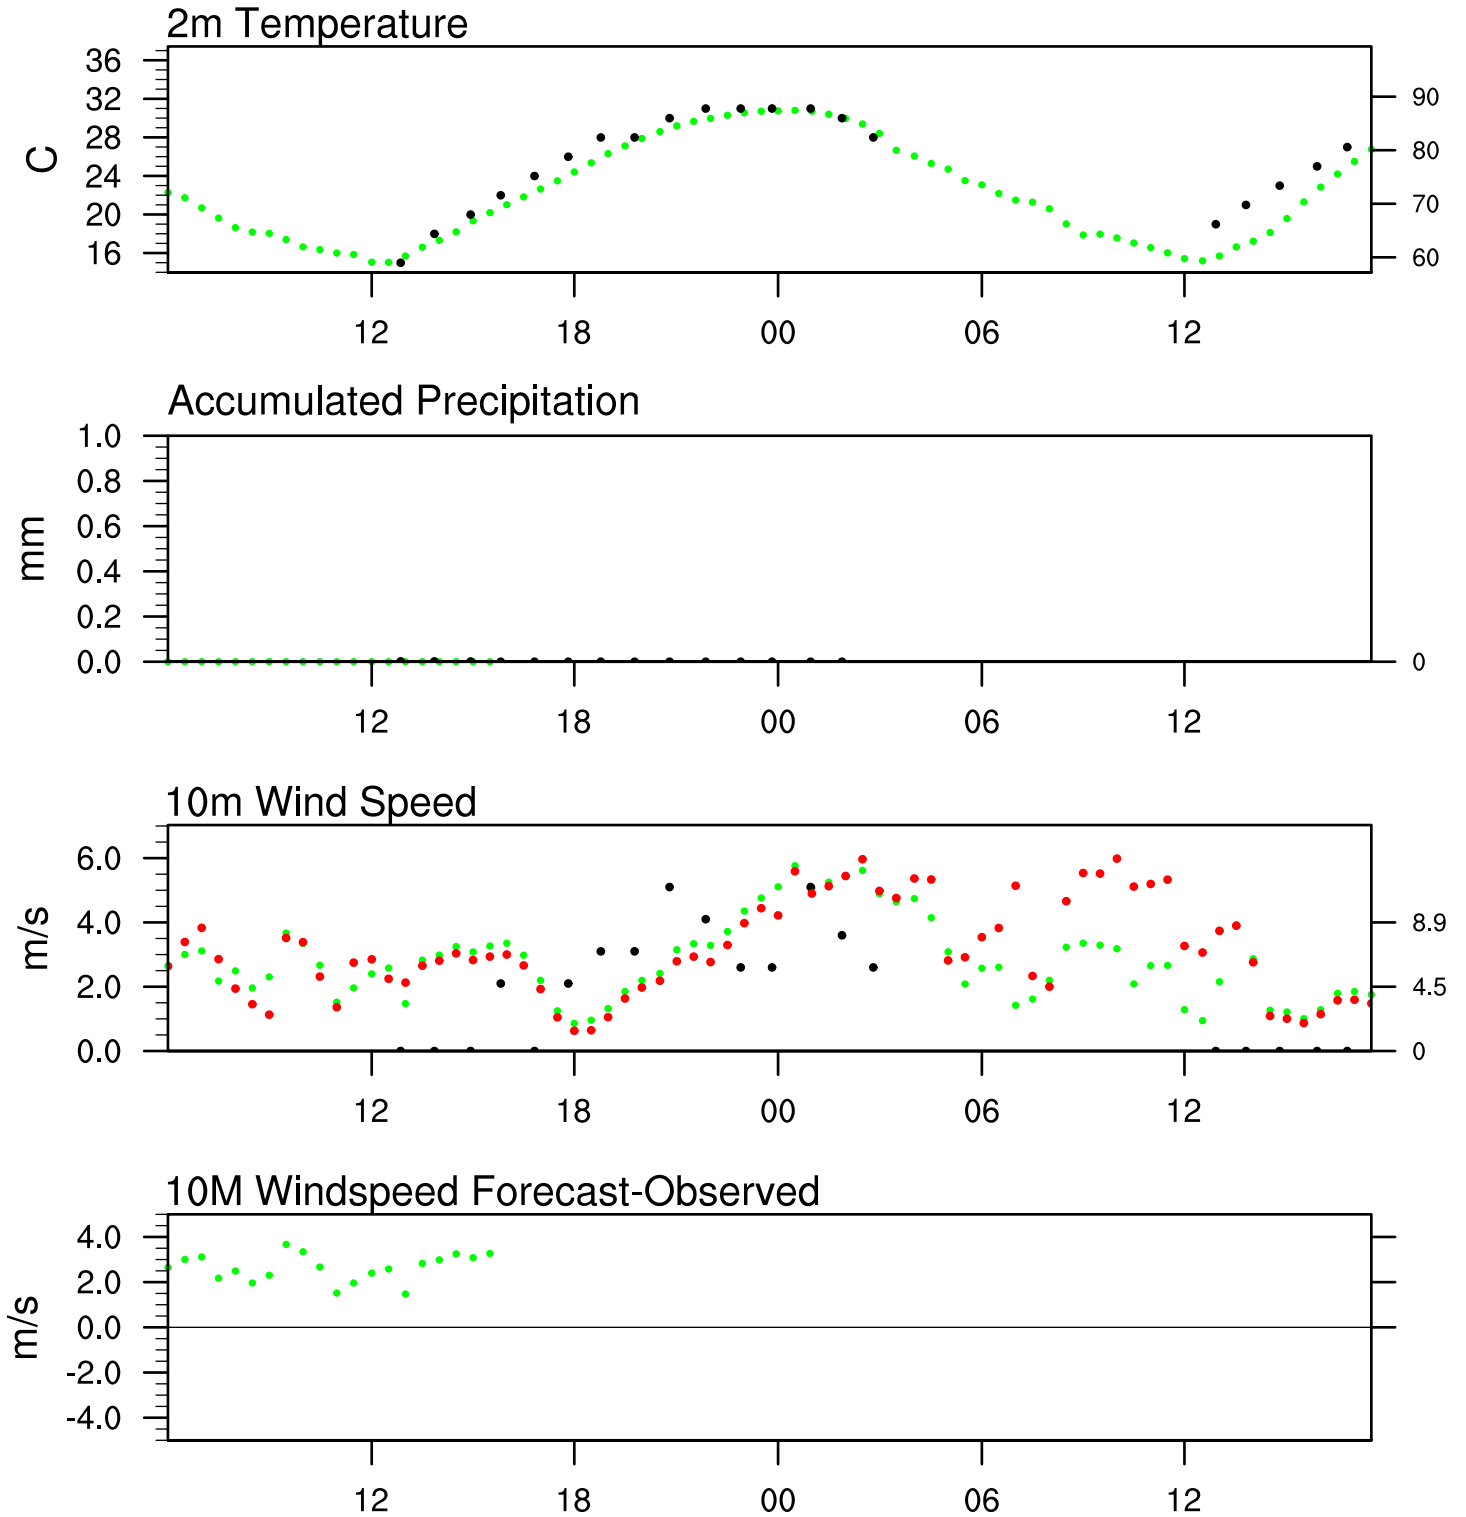 2m Temperature
36
32
28
24
20
16
C
90
80
70
60
12 18 00 06 12
Accumulated Precipitation
1.0
0.8
0.6
0.4
0.2
0.0
mm
0
12 18 00 06 12
10m Wind Speed
6.0
4.0
2.0
0.0
m/s
8.9
4.5
0
12 18 00 06 12
10M Windspeed Forecast-Observed
4.0
2.0
0.0
-2.0
-4.0
m/s
12 18 00 06 12